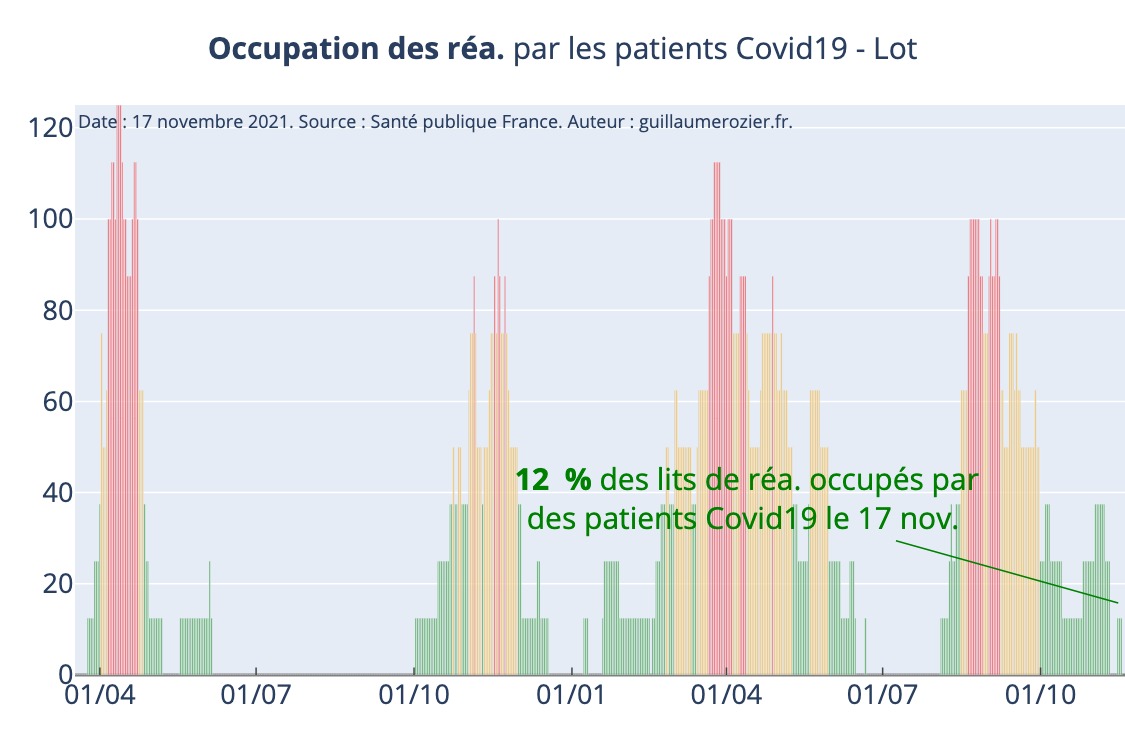 Occupation des réa. par les patients Covid19 - Lot
Date : 17 novembre 2021. Source : Santé publique France. Auteur : guillaumerozier.fr.
120
100
80
60
40
20
0
12 % des lits de réa. occupés par
des patients Covid19 le 17 nov.
01/04 01/07 01/10 01/01 01/04 01/07 01/10